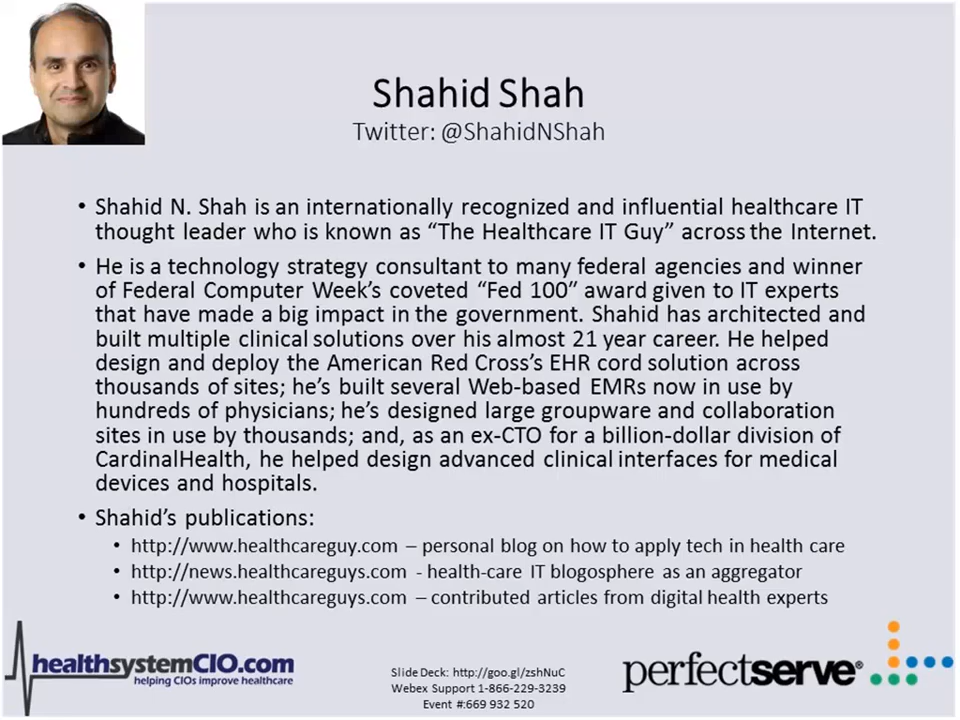 Shahid Shah
Twitter: @ShahidNShah
• Shahid N. Shah is an internationally recognized and influential healthcare IT
thought leader who is known as “The Healthcare IT Guy” across the Internet.
• He is a technology strategy consultant to many federal agencies and winner
of Federal Computer Week’s coveted “Fed 100” award given to IT experts
that have made a big impact in the government. Shahid has architected and
built multiple clinical solutions over his almost 21 year career. He helped
design and deploy the American Red Cross’s EHR cord solution across
thousands of sites; he’s built several Web-based EMRs now in use by
hundreds of physicians; he’s designed large groupware and collaboration
sites in use by thousands; and, as an ex-CTO for a billion-dollar division of
CardinalHealth, he helped design advanced clinical interfaces for medical
devices and hospitals.
• Shahid’s publications:
• http://www.healthcareguy.com – personal blog on how to apply tech in health care
• http://news.healthcareguys.com - health-care IT blogosphere as an aggregator
• http://www.healthcareguys.com – contributed articles from digital health experts
healthsystemCIO.com
helping CIOs improve healthcare
Slide Deck: http://goo.gl/zshNuC
Webex Support 1-866-229-3239
Event #:669 932 520
perfectserve®